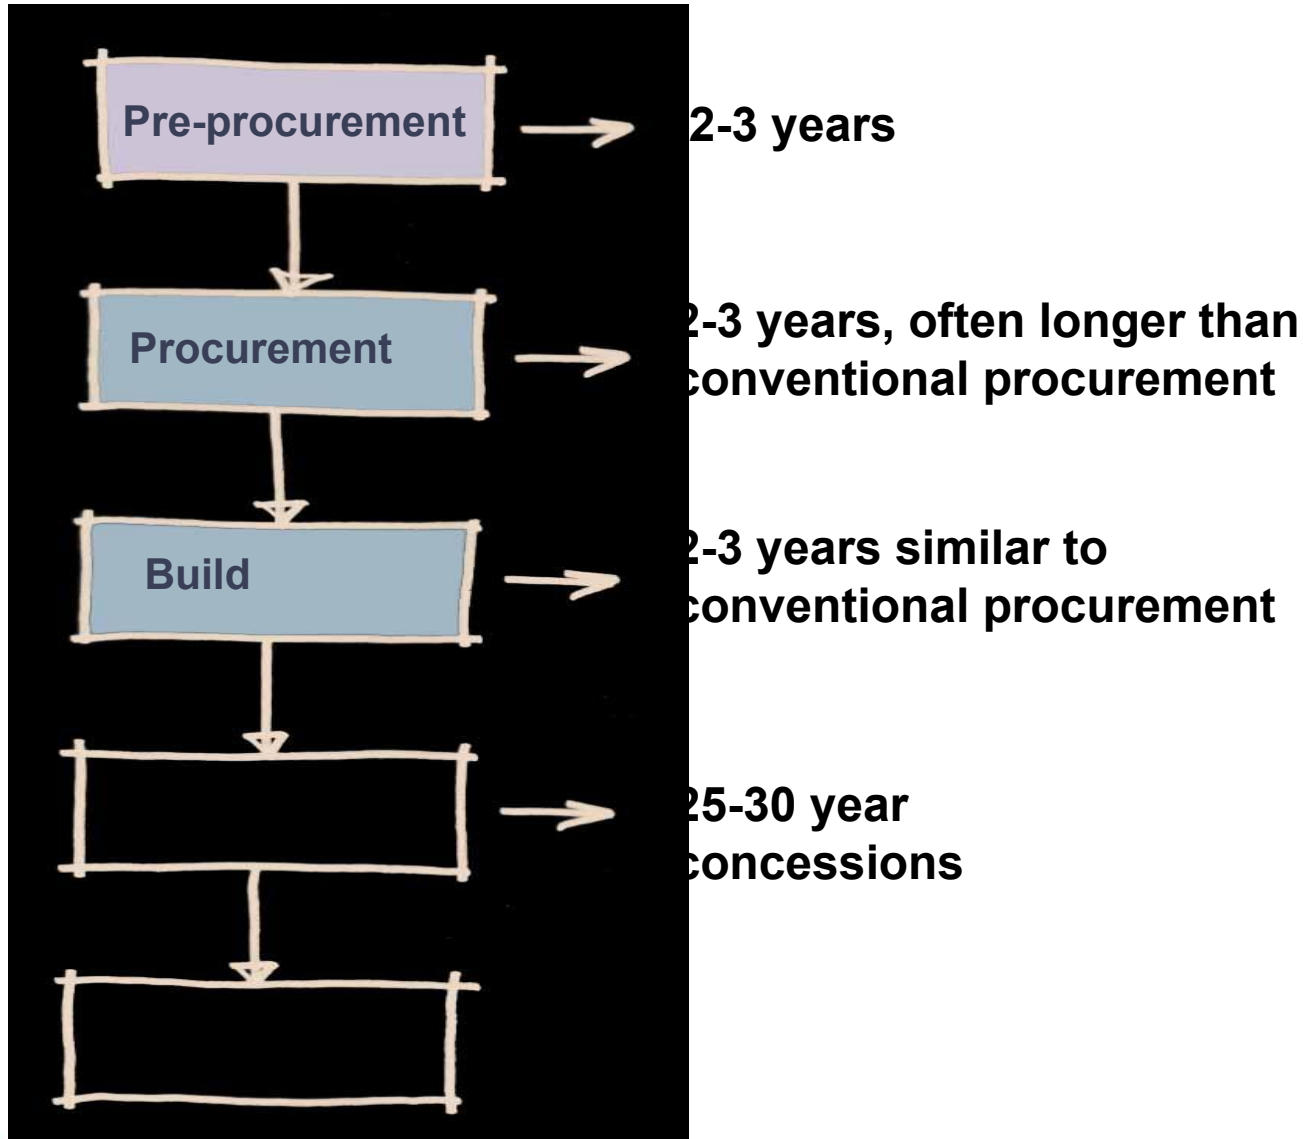 Pre-procurement
2-3 years
Procurement
2-3 years, often longer than
conventional procurement
Build
2-3 years similar to
conventional procurement
25-30 year
concessions